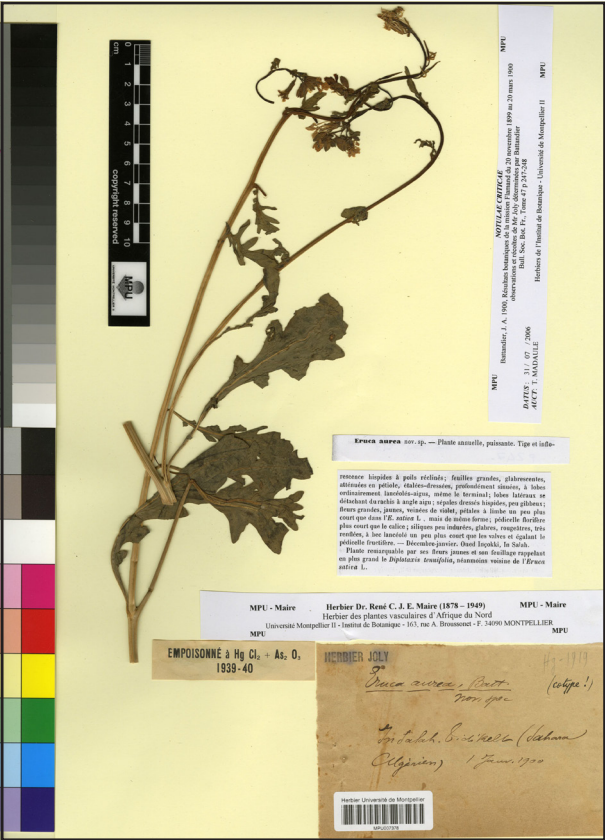 cm
0 1 2 3 4 5 6 7 8 9 10
copyright reserved
MPU
MPU
NOTULAE CRITICAE
MPU
Battandier, J. A. 1900, Résultats botaniques de la mission Flamand du 20 novembre 1899 au 20 mars 1900
observations et récoltes de Mr Joly déterminées par Battandier
Bull. Soc. Bot. Fr., Tome 47 p 247-248
DATUS : 31 / 07 / 2006
AUCT: T. MADAULE
Herbiers de l'Institut de Botanique - Université de Montpellier II
MPU
Eruca aurea nov. sp. — Plante annuelle, puissante. Tige et inflo-
rescence hispides à poils réclinés; feuilles grandes, glabrescentes,
atténuées en pétiole, étalées-dressées, profondément sinuées, à lobes
ordinairement lancéolés-aigus, même le terminal; lobes latéraux se
détachant du rachis à angle aigu; sépales dressés hispides, peu gibbeux;
fleurs grandes, jaunes, veinées de violet, pétales à limbe un peu plus
court que dans l'E. sativa L. mais de même forme; pédicelle florifère
plus court que le calice; siliques peu indurées, glabres, rougeâtres, très
renflées, à bec lancéolé un peu plus court que les valves et égalant le
pédicelle fructifère. — Décembre-janvier. Oued Inçokki, In Salah.
Plante remarquable par ses fleurs jaunes et son feuillage rappelant
en plus grand le Diplotaxis tenuifolia, néanmoins voisine de l'Eruca
sativa L.
MPU - Maire Herbier Dr. René C. J. E. Maire (1878 – 1949) MPU - Maire
Herbier des plantes vasculaires d'Afrique du Nord
Université Montpellier II - Institut de Botanique - 163, rue A. Broussonet - F. 34090 MONTPELLIER
MPU MPU
EMPOISONNÉ à Hg Cl2 + As2 O3
1939-40
HERBIER JOLY
Eruca aurea, Batt. (cotype !)
nov spec
In Salah. (Sahara
Algérien) 1 Janv. 1900
Herbier Université de Montpellier
MPU007378